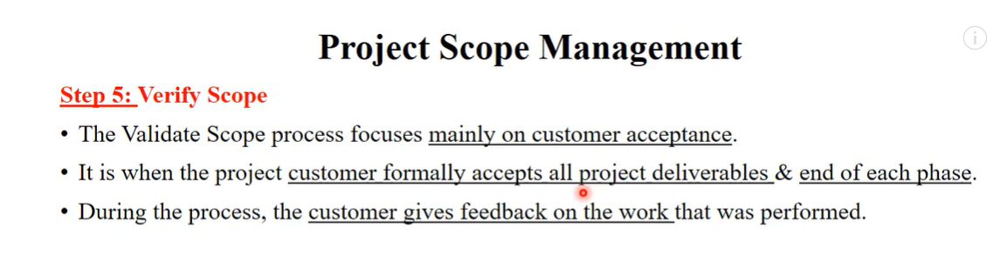 Project Scope Management
Step 5: Verify Scope
• The Validate Scope process focuses mainly on customer acceptance.
• It is when the project customer formally accepts all project deliverables & end of each phase.
• During the process, the customer gives feedback on the work that was performed.